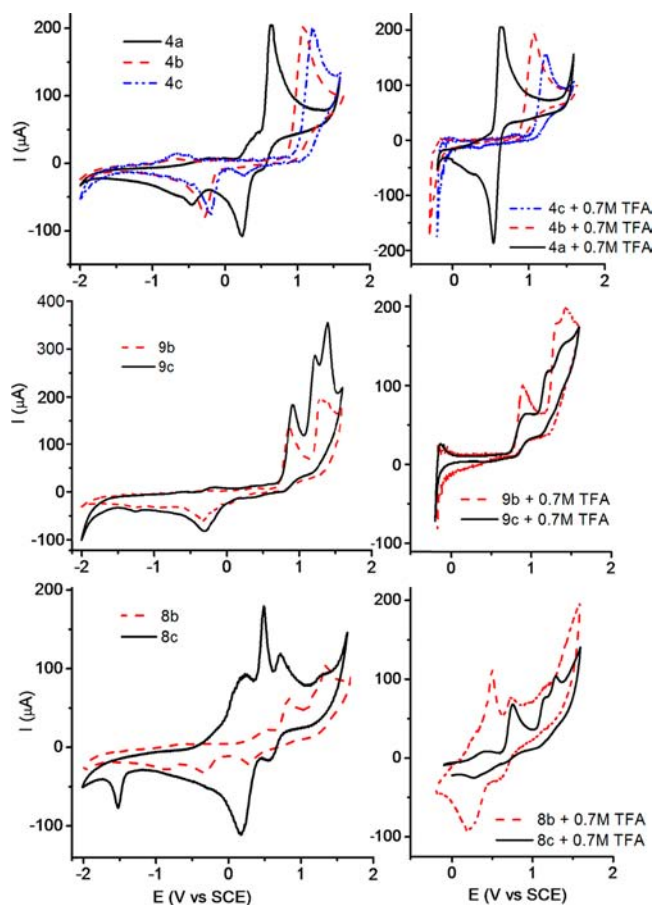 200
100
0
-100
I (μA)
4a
4b
4c
-2 -1 0 1 2
200
150
100
50
0
-50
-100
-150
-200
4c + 0.7M TFA
4b + 0.7M TFA
4a + 0.7M TFA
0 1 2
400
300
200
100
0
-100
I (μA)
9b
9c
-2 -1 0 1 2
200
100
0
-100
9b + 0.7M TFA
9c + 0.7M TFA
0 1 2
200
100
0
-100
I (μA)
8b
8c
-2 -1 0 1 2
E (V vs SCE)
200
100
0
-100
8b + 0.7M TFA
8c + 0.7M TFA
0 1 2
E (V vs SCE)